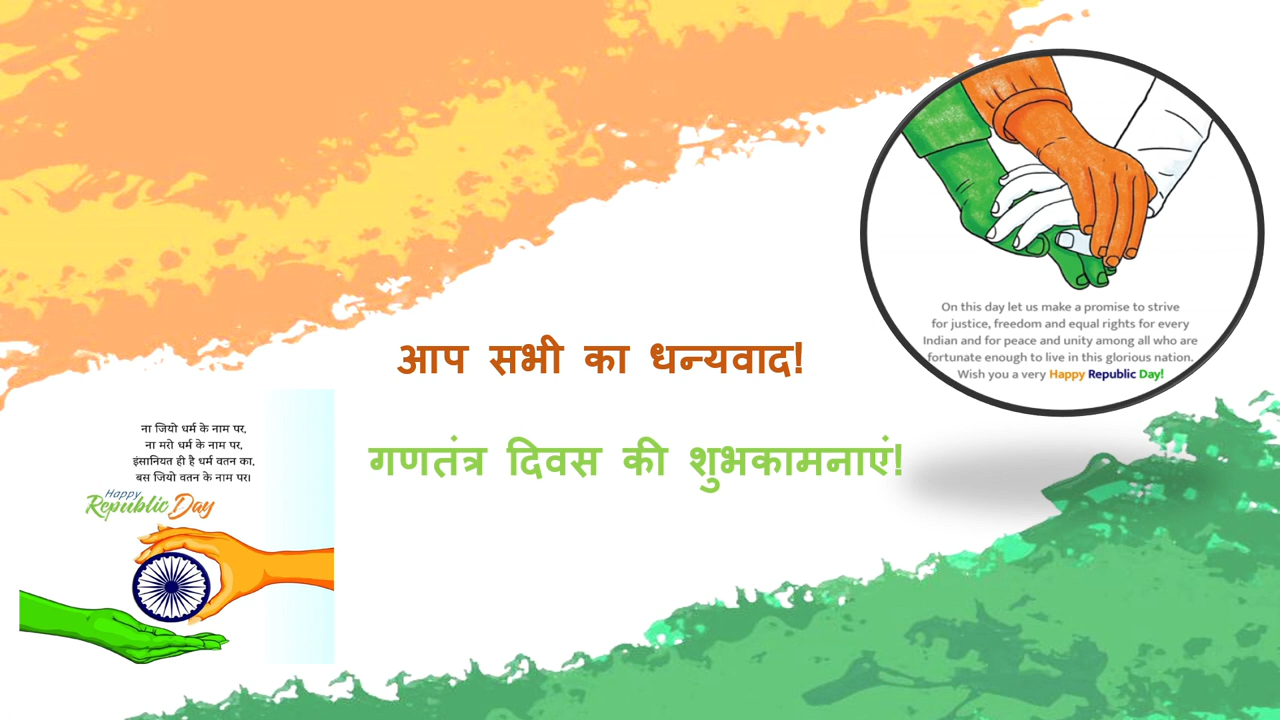 On this day let us make a promise to strive
for justice, freedom and equal rights for every
Indian and for peace and unity among all who are
fortunate enough to live in this glorious nation.
Wish you a very Happy Republic Day!
आप सभी का धन्यवाद!
गणतंत्र दिवस की शुभकामनाएं!
ना जियो धर्म के नाम पर,
ना मरो धर्म के नाम पर,
इंसानियत ही है धर्म वतन का,
बस जियो वतन के नाम पर।
Happy
Republic Day